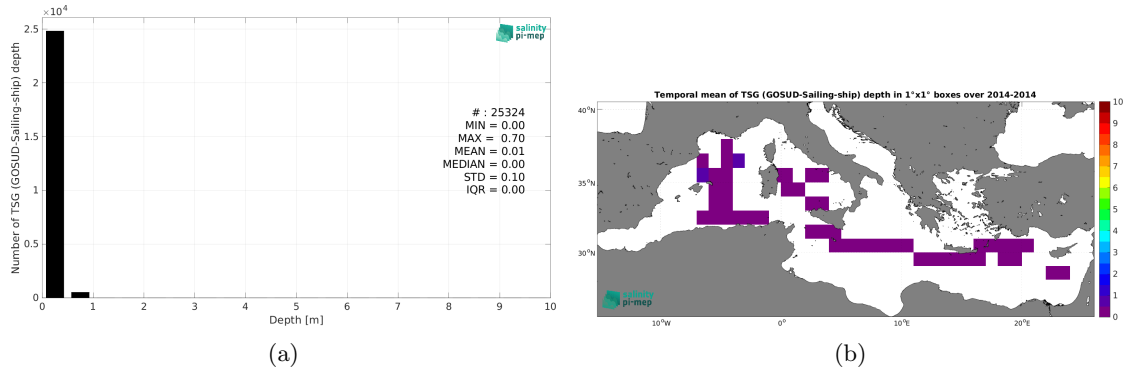 ×10⁴
2.5
2
1.5
1
0.5
0
0 1 2 3 4 5 6 7 8 9 10
Number of TSG (GOSUD-Sailing-ship) depth
Depth [m]
salinity
pi-mep
# : 25324
MIN = 0.00
MAX = 0.70
MEAN = 0.01
MEDIAN = 0.00
STD = 0.10
IQR = 0.00
(a)
Temporal mean of TSG (GOSUD-Sailing-ship) depth in 1°x1° boxes over 2014-2014
40°N
35°N
30°N
10°W 0° 10°E 20°E
10
9
8
7
6
5
4
3
2
1
0
salinity
pi-mep
(b)